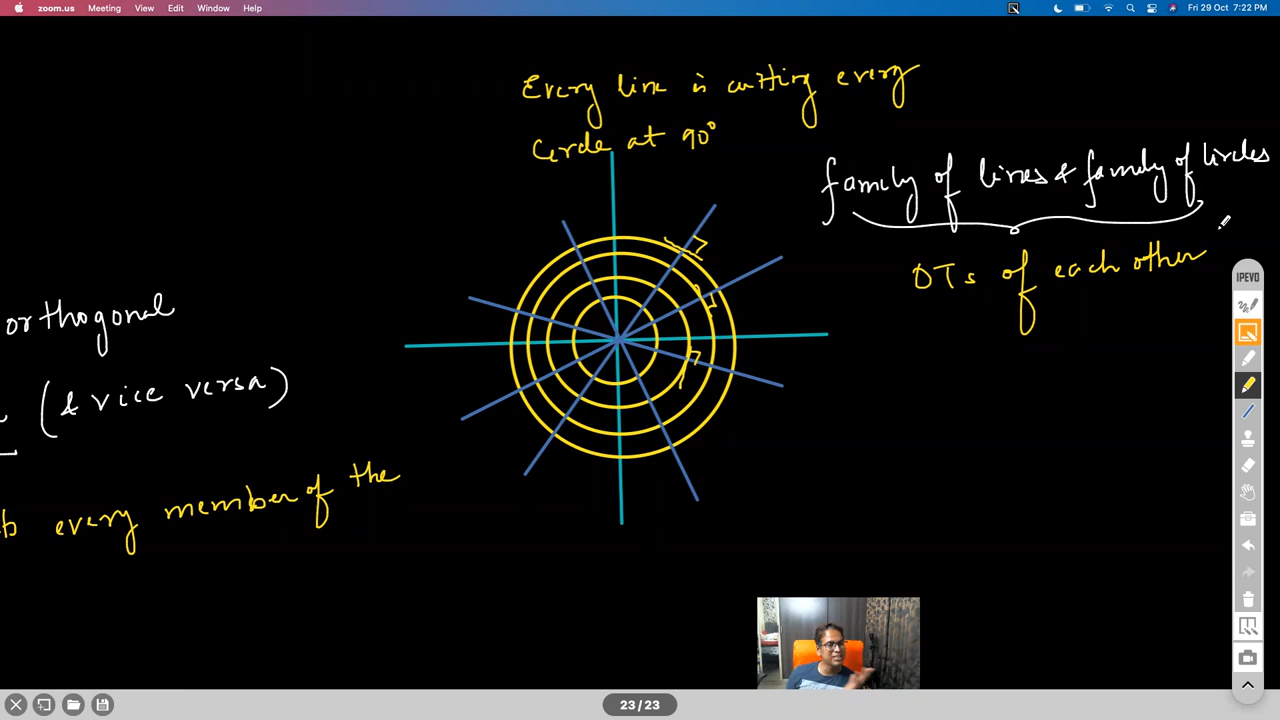 zoom.us Meeting View Edit Window Help Fri 29 Oct 7:22 PM
Every line is cutting every
Circle at 90°
family of lines & family of circles
OTs of each other
IPEVO
orthogonal
(& vice versa)
every member of the
23/23